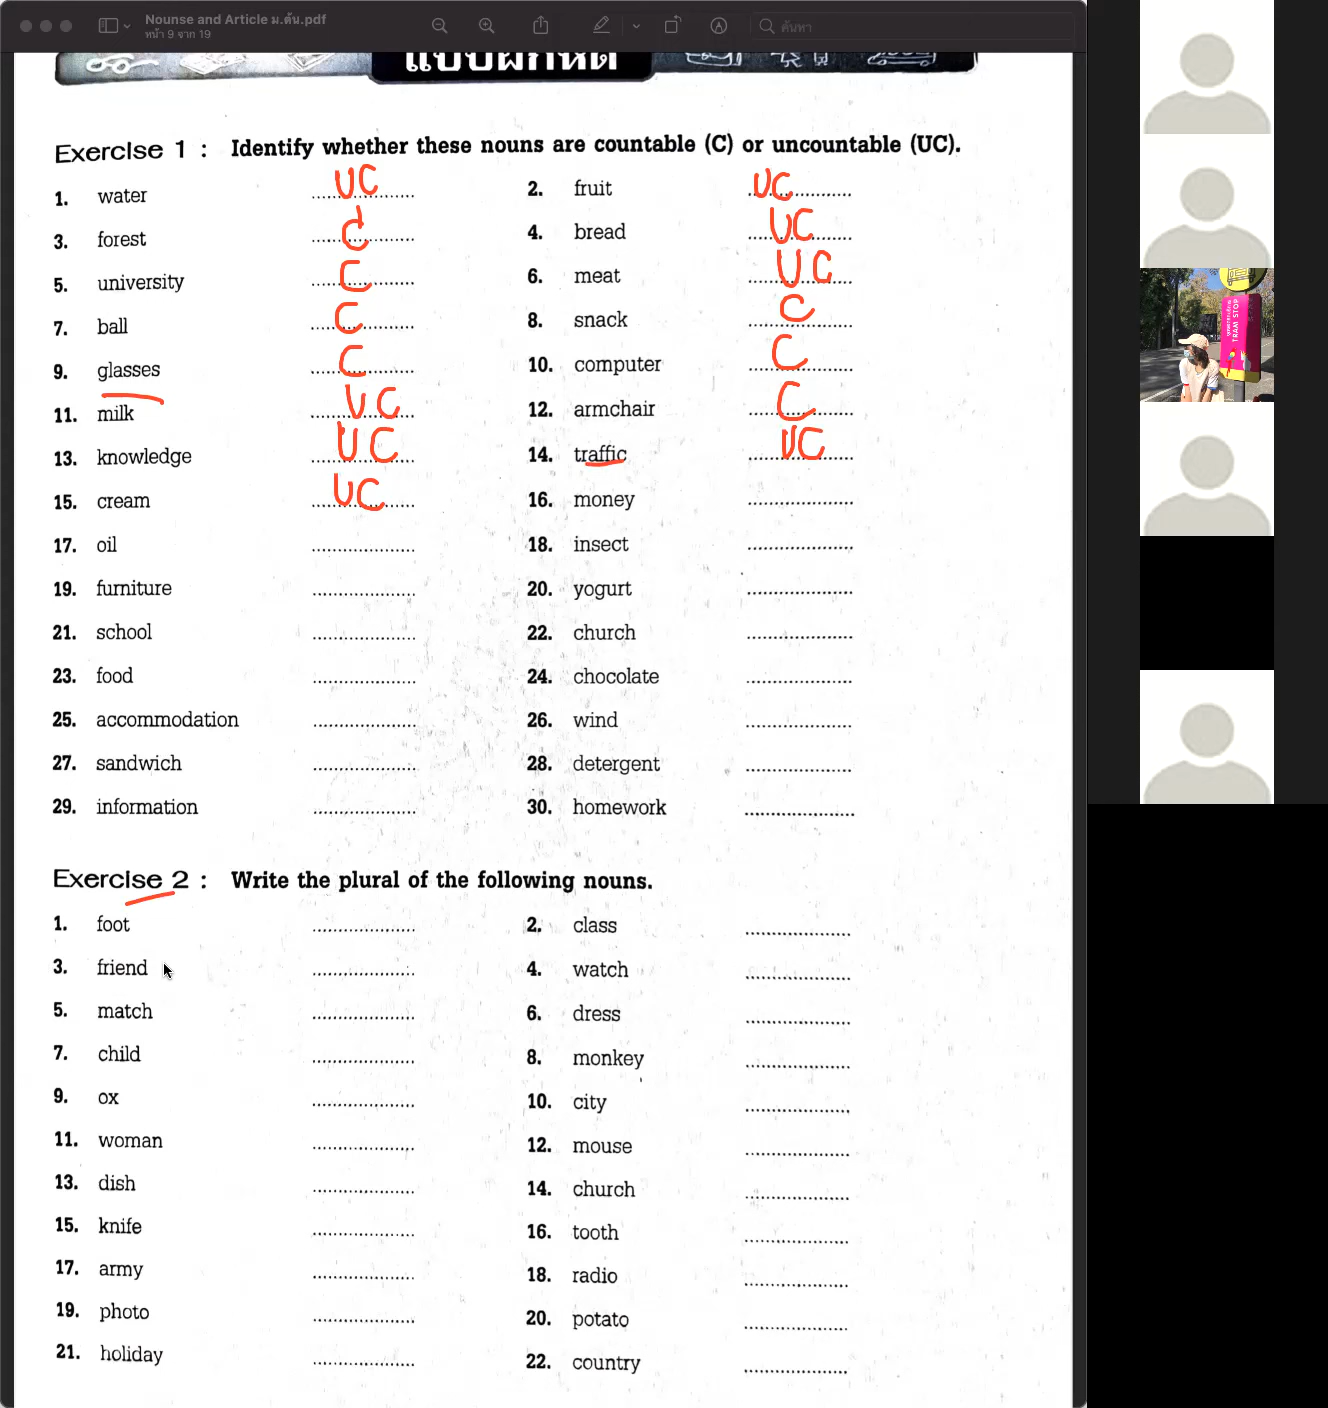 Nounse and Article ม.ต้น.pdf
หน้า 9 จาก 19
ค้นหา
แบบฝึกหัด
Exercise 1 : Identify whether these nouns are countable (C) or uncountable (UC).
1. water UC 2. fruit UC
3. forest C 4. bread UC
5. university C 6. meat UC
7. ball C 8. snack C
9. glasses C 10. computer C
11. milk UC 12. armchair C
13. knowledge UC 14. traffic UC
15. cream UC 16. money
17. oil 18. insect
19. furniture 20. yogurt
21. school 22. church
23. food 24. chocolate
25. accommodation 26. wind
27. sandwich 28. detergent
29. information 30. homework
Exercise 2 : Write the plural of the following nouns.
1. foot 2. class
3. friend 4. watch
5. match 6. dress
7. child 8. monkey
9. ox 10. city
11. woman 12. mouse
13. dish 14. church
15. knife 16. tooth
17. army 18. radio
19. photo 20. potato
21. holiday 22. country
TRAM STOP